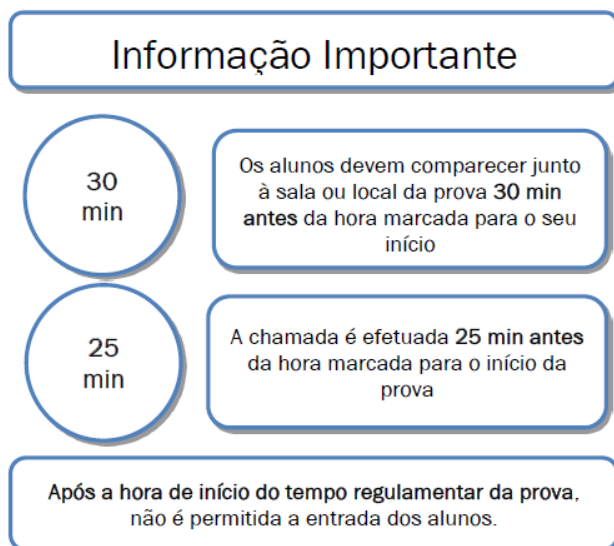 Informação Importante
30
min
Os alunos devem comparecer junto
à sala ou local da prova 30 min
antes da hora marcada para o seu
início
25
min
A chamada é efetuada 25 min antes
da hora marcada para o início da
prova
Após a hora de início do tempo regulamentar da prova,
não é permitida a entrada dos alunos.